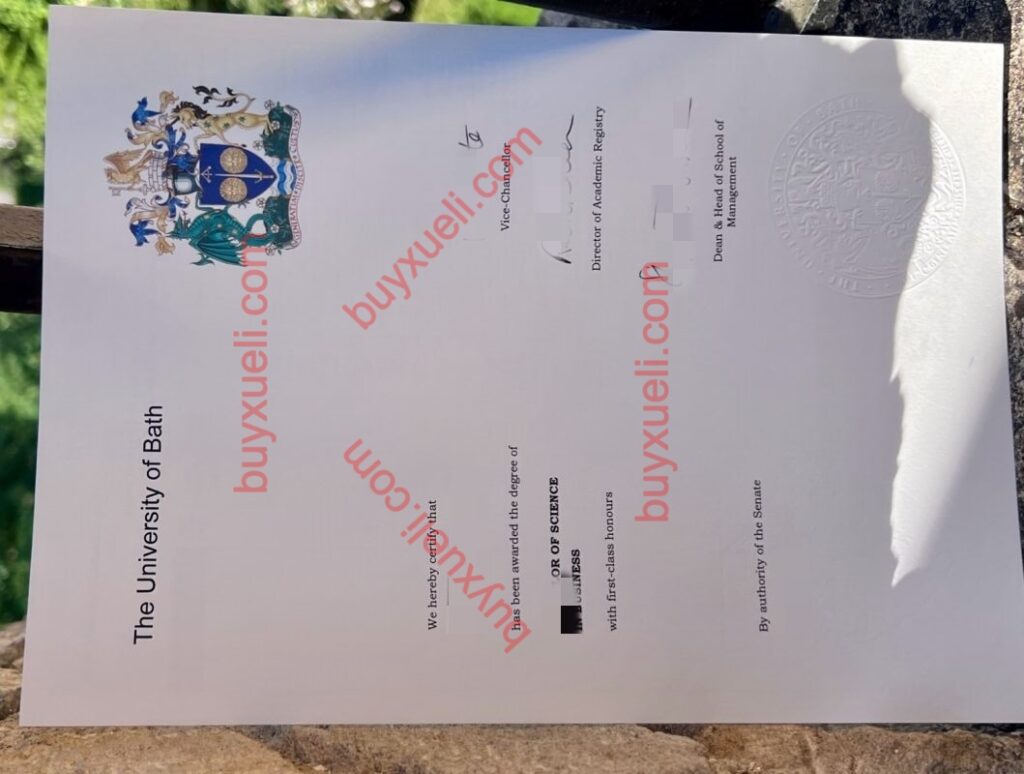 The University of Bath
We hereby certify that
has been awarded the degree of
OR OF SCIENCE
BUSINESS
with first-class honours
By authority of the Senate
Vice-Chancellor
Director of Academic Registry
Dean & Head of School of
Management
buyxueli.com
buyxueli.com
buyxueli.com
buyxueli.com